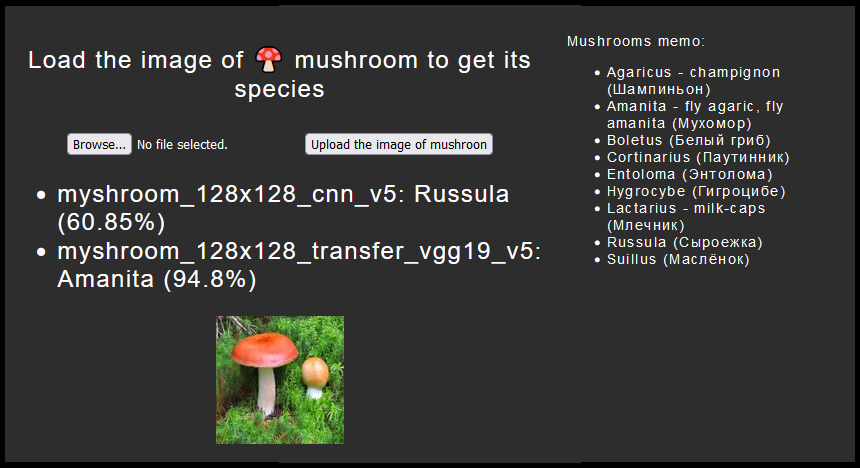 Load the image of 🍄 mushroom to get its
species
Browse... No file selected.
Upload the image of mushroon
myshroom_128x128_cnn_v5: Russula
(60.85%)
myshroom_128x128_transfer_vgg19_v5:
Amanita (94.8%)
Mushrooms memo:
Agaricus - champignon
(Шампиньон)
Amanita - fly agaric, fly
amanita (Мухомор)
Boletus (Белый гриб)
Cortinarius (Паутинник)
Entoloma (Энтолома)
Hygrocybe (Гигроцибе)
Lactarius - milk-caps
(Млечник)
Russula (Сыроежка)
Suillus (Маслёнок)